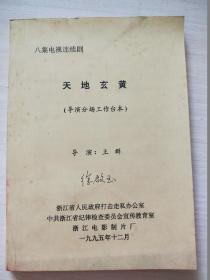 八集电视连续剧
天地玄黄
(导演分场工作台本)
导演：王群
浙江省人民政府打击走私办公室
中共浙江省纪律检查委员会宣传教育室
浙江电影制片厂
一九九五年十二月